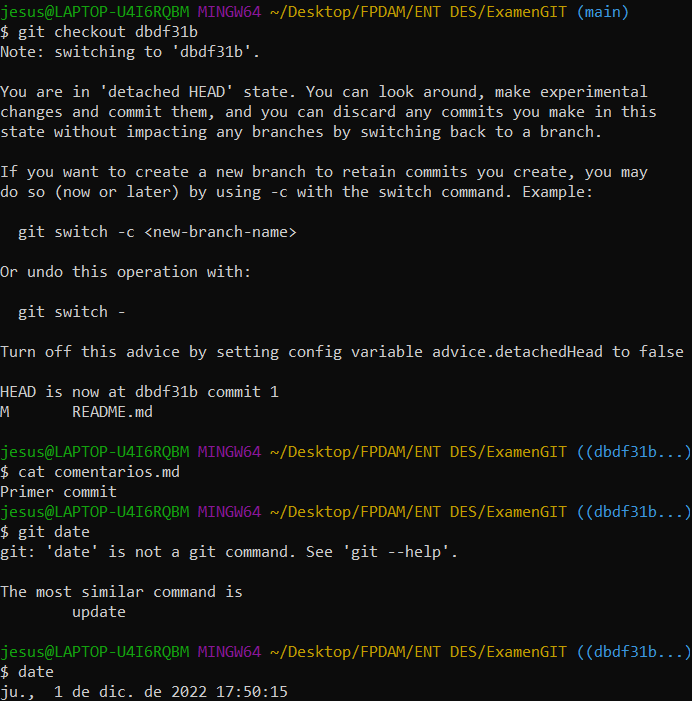 jesus@LAPTOP-U4I6RQBM MINGW64 ~/Desktop/FPDAM/ENT DES/ExamenGIT (main)
$ git checkout dbdf31b
Note: switching to 'dbdf31b'.

You are in 'detached HEAD' state. You can look around, make experimental
changes and commit them, and you can discard any commits you make in this
state without impacting any branches by switching back to a branch.

If you want to create a new branch to retain commits you create, you may
do so (now or later) by using -c with the switch command. Example:

  git switch -c <new-branch-name>

Or undo this operation with:

  git switch -

Turn off this advice by setting config variable advice.detachedHead to false

HEAD is now at dbdf31b commit 1
M       README.md

jesus@LAPTOP-U4I6RQBM MINGW64 ~/Desktop/FPDAM/ENT DES/ExamenGIT ((dbdf31b...)
$ cat comentarios.md
Primer commit
jesus@LAPTOP-U4I6RQBM MINGW64 ~/Desktop/FPDAM/ENT DES/ExamenGIT ((dbdf31b...)
$ git date
git: 'date' is not a git command. See 'git --help'.

The most similar command is
        update

jesus@LAPTOP-U4I6RQBM MINGW64 ~/Desktop/FPDAM/ENT DES/ExamenGIT ((dbdf31b...)
$ date
ju.,  1 de dic. de 2022 17:50:15